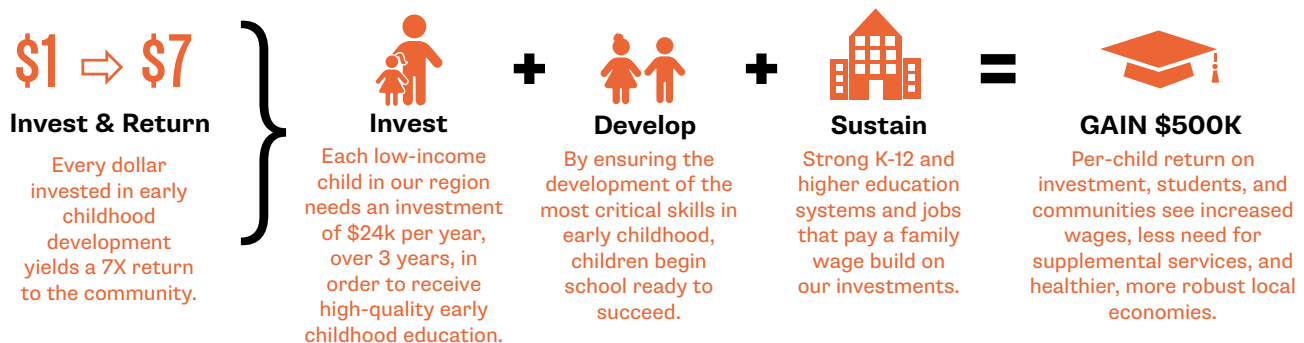 $1 ⇨ $7
Invest & Return
Every dollar
invested in early
childhood
development
yields a 7X return
to the community.
Invest
Each low-income
child in our region
needs an investment
of $24k per year,
over 3 years, in
order to receive
high-quality early
childhood education.
+
Develop
By ensuring the
development of the
most critical skills in
early childhood,
children begin
school ready to
succeed.
+
Sustain
Strong K-12 and
higher education
systems and jobs
that pay a family
wage build on
our investments.
=
GAIN $500K
Per-child return on
investment, students, and
communities see increased
wages, less need for
supplemental services, and
healthier, more robust local
economies.